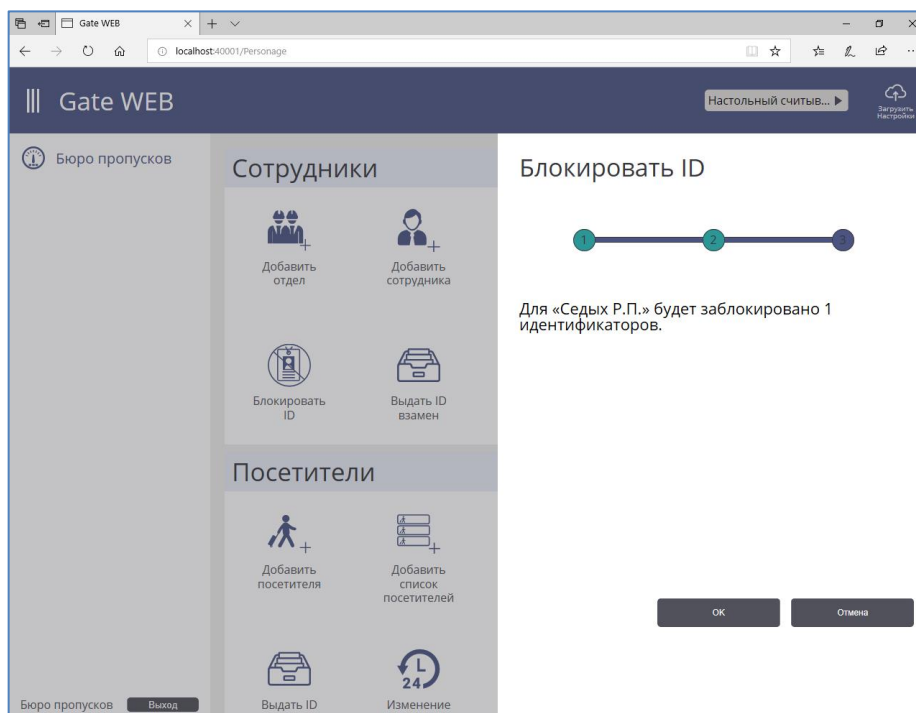 Gate WEB
localhost:40001/Personage
Gate WEB
Настольный считыв...
Загрузить
Настройки
Бюро пропусков
Сотрудники
Добавить
отдел
Добавить
сотрудника
Блокировать
ID
Выдать ID
взамен
Посетители
Добавить
посетителя
Добавить
список
посетителей
24
Выдать ID
Изменение
Блокировать ID
1
2
3
Для «Седых Р.П.» будет заблокировано 1
идентификаторов.
OK
Отмена
Бюро пропусков
Выход